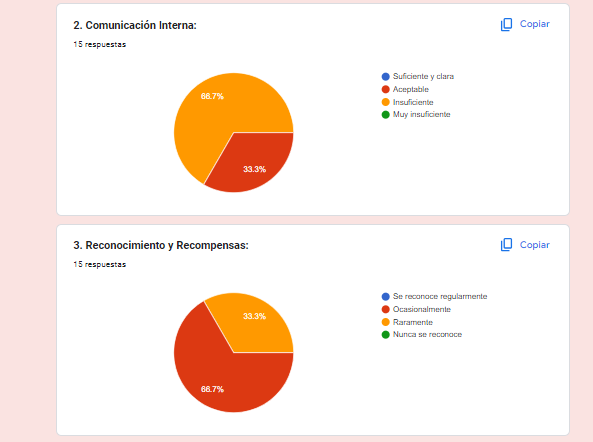 2. Comunicación Interna:
Copiar
15 respuestas
66.7%
33.3%
Suficiente y clara
Aceptable
Insuficiente
Muy insuficiente
3. Reconocimiento y Recompensas:
Copiar
15 respuestas
33.3%
66.7%
Se reconoce regularmente
Ocasionalmente
Raramente
Nunca se reconoce